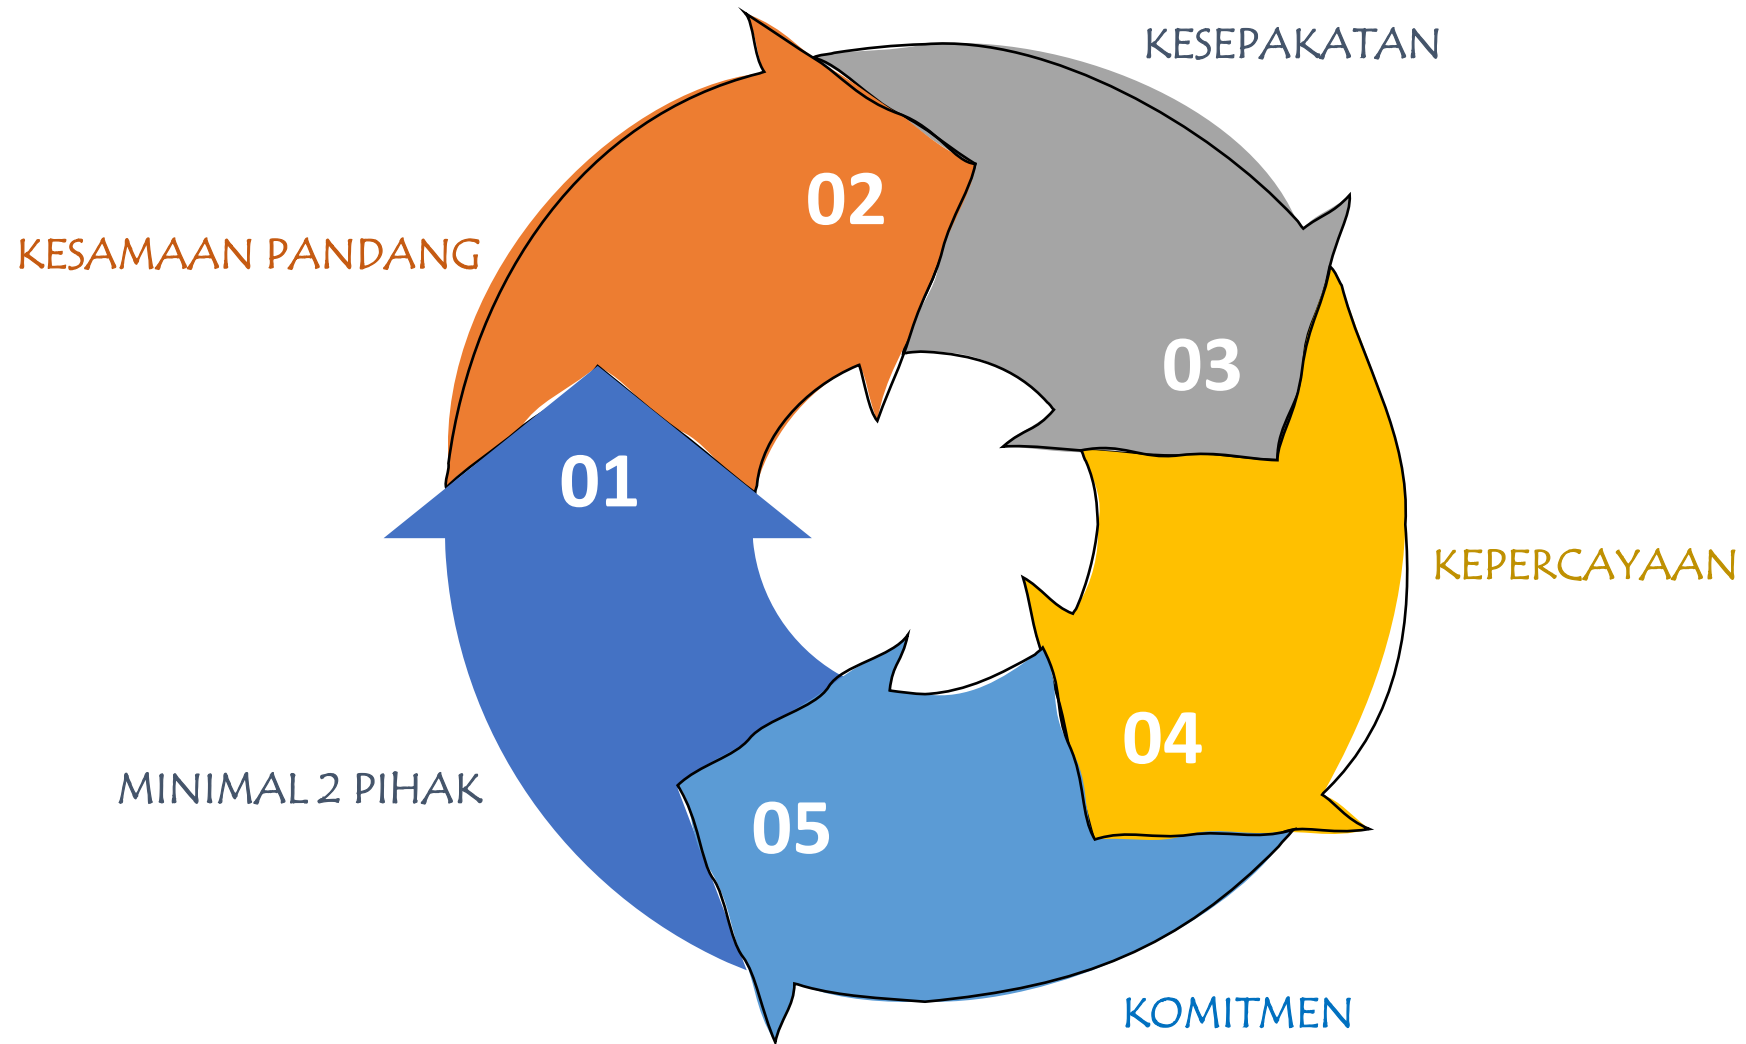 01
MINIMAL 2 PIHAK
02
KESAMAAN PANDANG
03
KESEPAKATAN
04
KEPERCAYAAN
05
KOMITMEN